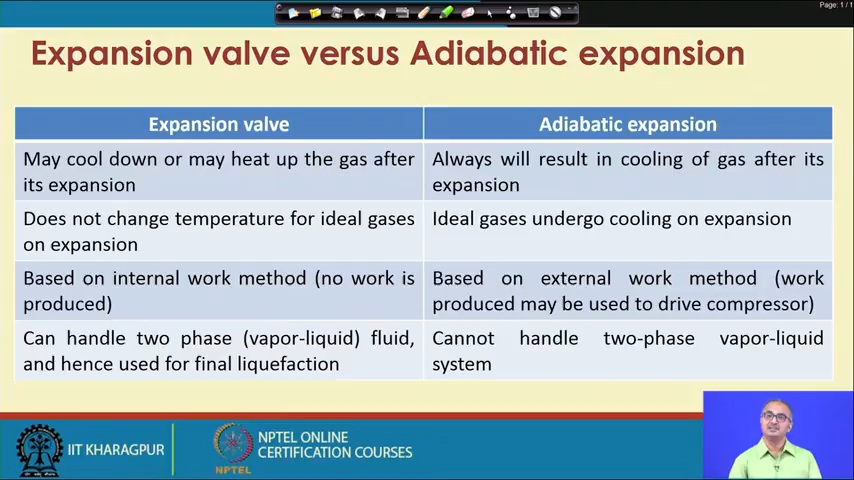 Page: 1 / 1
Expansion valve versus Adiabatic expansion
Expansion valve
Adiabatic expansion
May cool down or may heat up the gas after
its expansion
Always will result in cooling of gas after its
expansion
Does not change temperature for ideal gases
on expansion
Ideal gases undergo cooling on expansion
Based on internal work method (no work is
produced)
Based on external work method (work
produced may be used to drive compressor)
Can handle two phase (vapor-liquid) fluid,
and hence used for final liquefaction
Cannot handle two-phase vapor-liquid
system
IIT KHARAGPUR
NPTEL
NPTEL ONLINE
CERTIFICATION COURSES